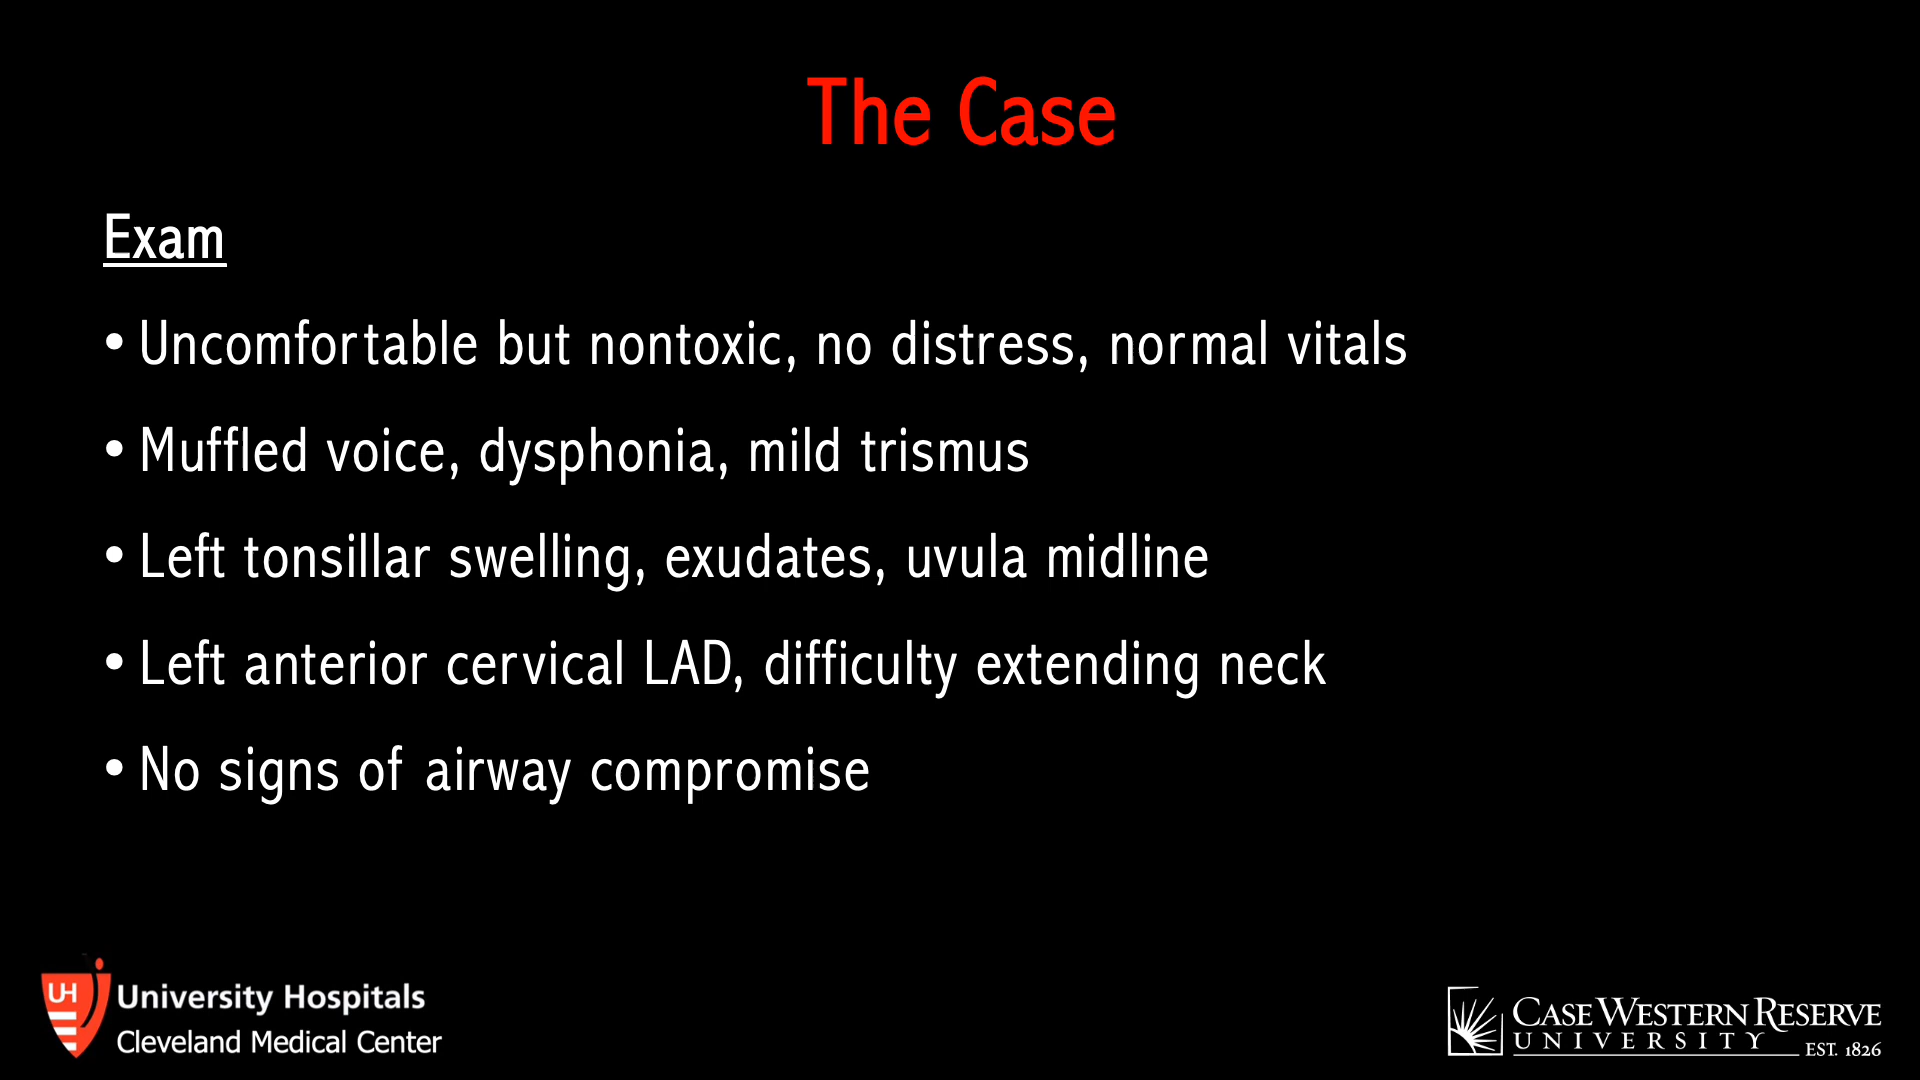 The Case
Exam
• Uncomfortable but nontoxic, no distress, normal vitals
• Muffled voice, dysphonia, mild trismus
• Left tonsillar swelling, exudates, uvula midline
• Left anterior cervical LAD, difficulty extending neck
• No signs of airway compromise
UH
University Hospitals
Cleveland Medical Center
CASE WESTERN RESERVE
UNIVERSITY
EST. 1826